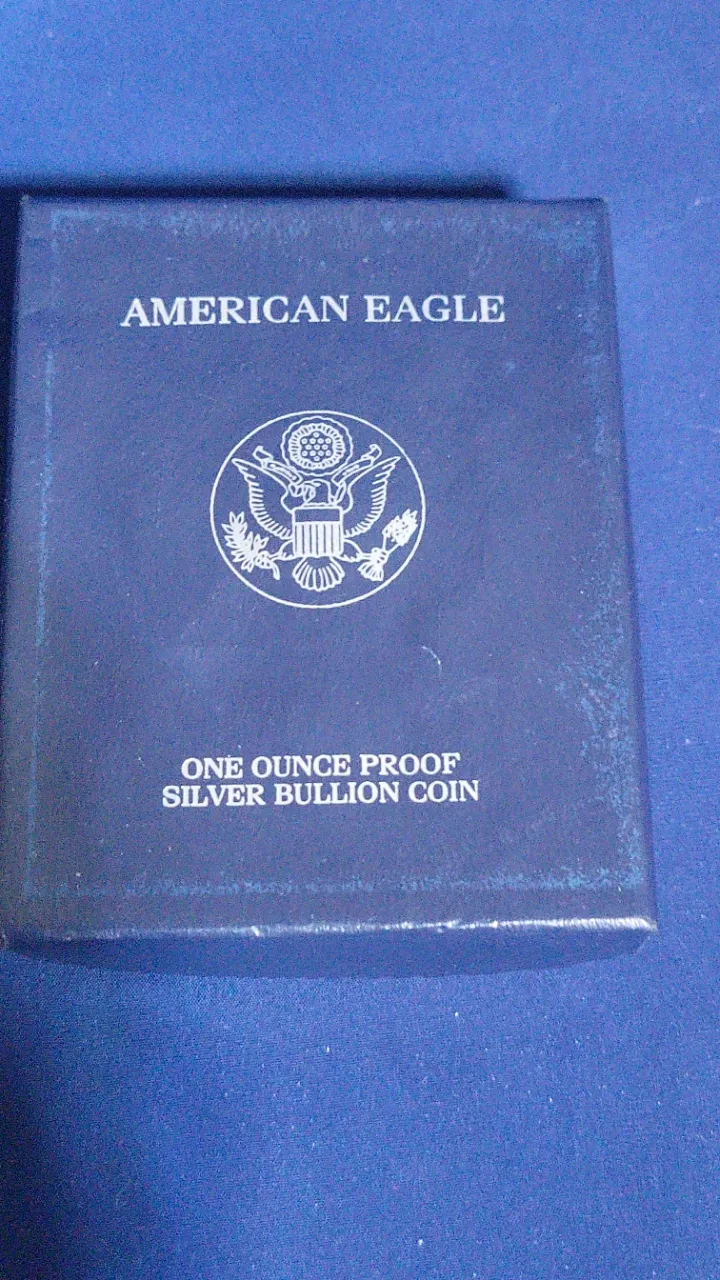 AMERICAN EAGLE
ONE OUNCE PROOF
SILVER BULLION COIN